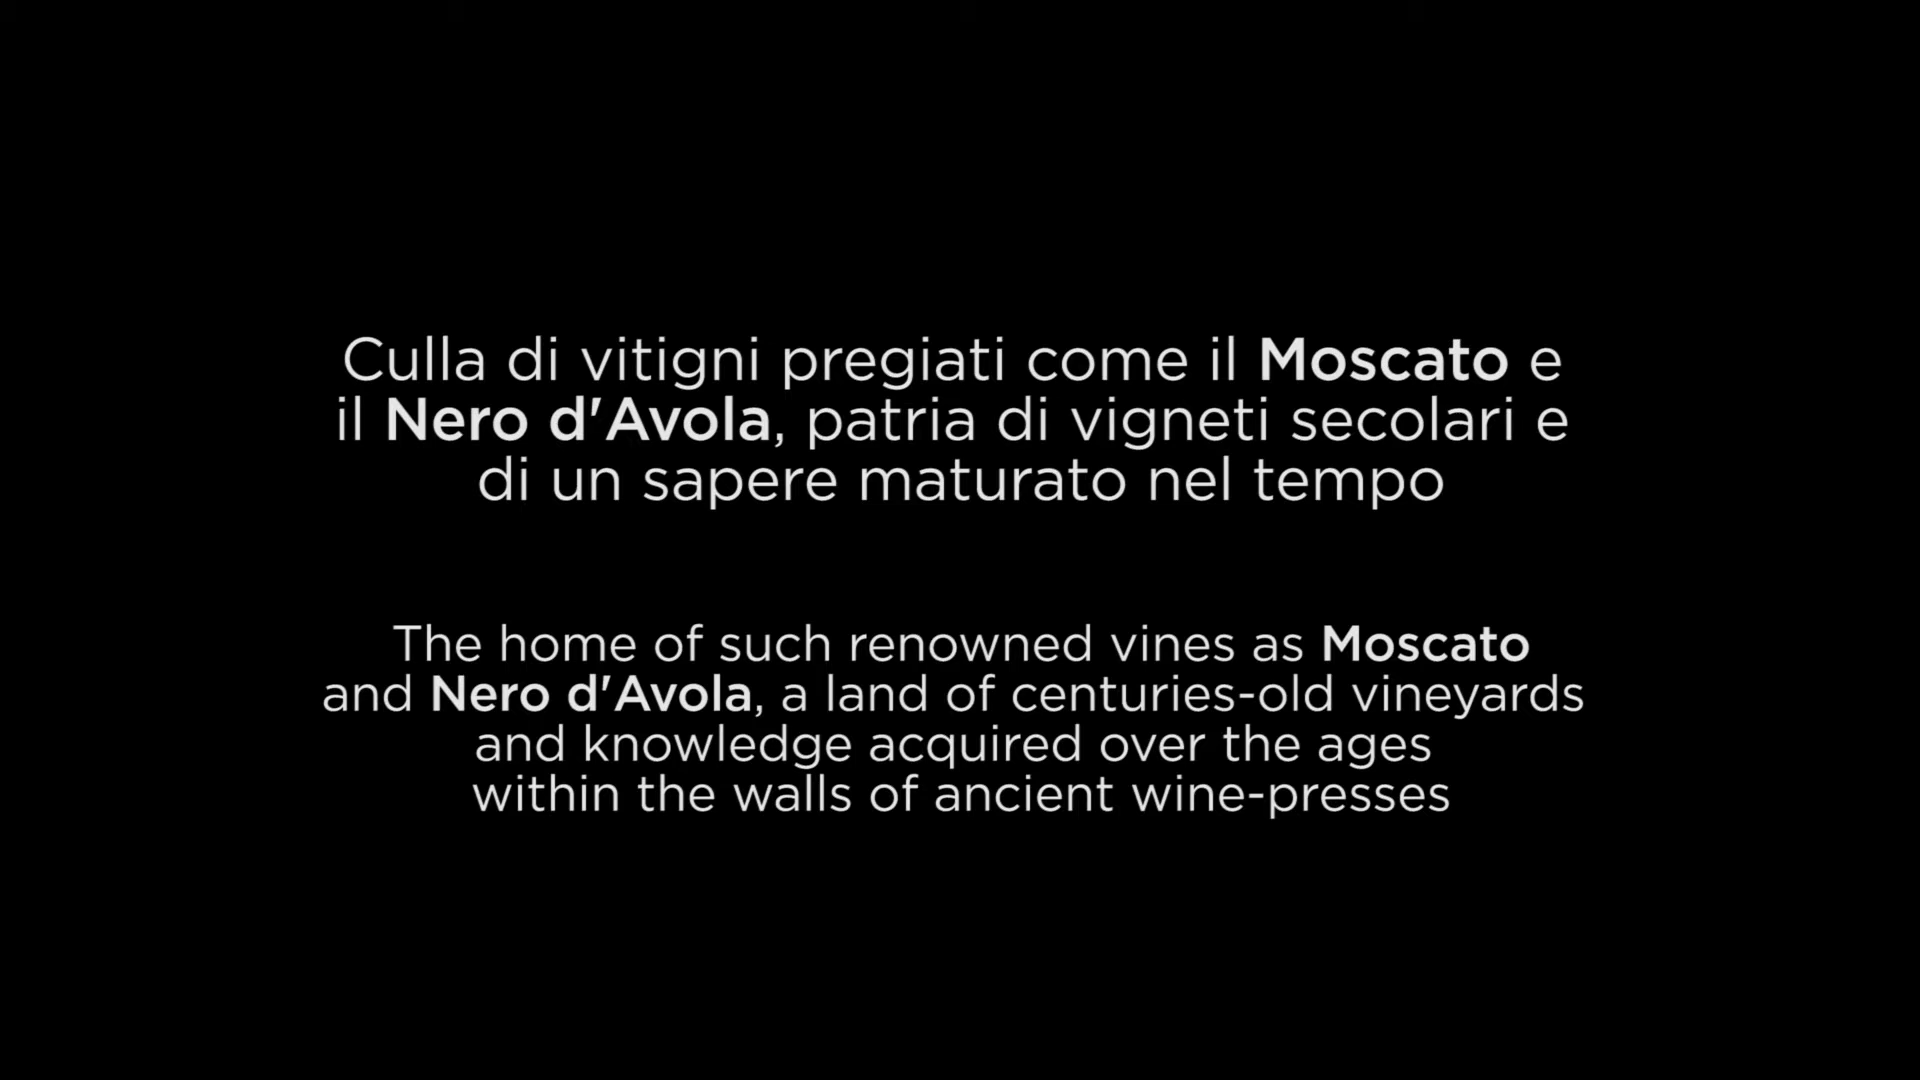 Culla di vitigni pregiati come il Moscato e
il Nero d'Avola, patria di vigneti secolari e
di un sapere maturato nel tempo
The home of such renowned vines as Moscato
and Nero d'Avola, a land of centuries-old vineyards
and knowledge acquired over the ages
within the walls of ancient wine-presses